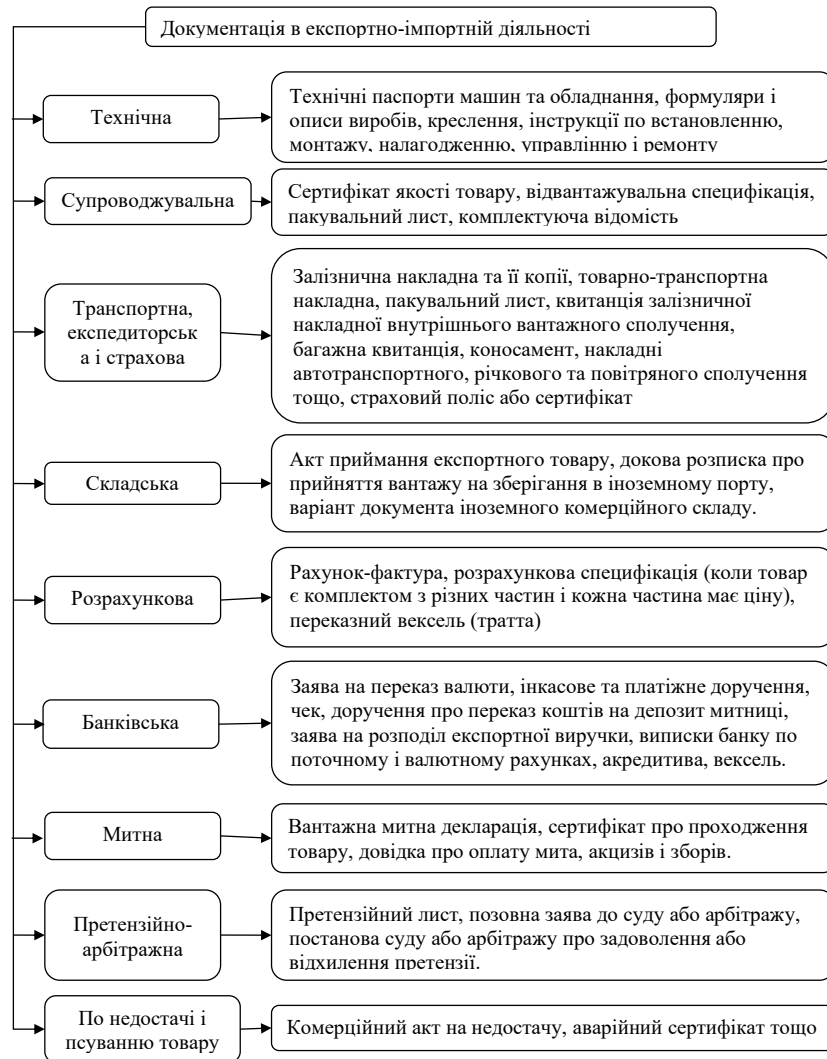 Документація в експортно-імпортній діяльності
Технічна
Технічні паспорти машин та обладнання, формуляри і
описи виробів, креслення, інструкції по встановленню,
монтажу, налагодженню, управлінню і ремонту
Супроводжувальна
Сертифікат якості товару, відвантажувальна специфікація,
пакувальний лист, комплектуюча відомість
Транспортна,
експедиторськ
а і страхова
Залізнична накладна та її копії, товарно-транспортна
накладна, пакувальний лист, квитанція залізничної
накладної внутрішнього вантажного сполучення,
багажна квитанція, коносамент, накладні
автотранспортного, річкового та повітряного сполучення
тощо, страховий поліс або сертифікат
Складська
Акт приймання експортного товару, докова розписка про
прийняття вантажу на зберігання в іноземному порту,
варіант документа іноземного комерційного складу.
Розрахункова
Рахунок-фактура, розрахункова специфікація (коли товар
є комплектом з різних частин і кожна частина має ціну),
переказний вексель (тратта)
Банківська
Заява на переказ валюти, інкасове та платіжне доручення,
чек, доручення про переказ коштів на депозит митниці,
заява на розподіл експортної виручки, виписки банку по
поточному і валютному рахунках, акредитива, вексель.
Митна
Вантажна митна декларація, сертифікат про проходження
товару, довідка про оплату мита, акцизів і зборів.
Претензійно-
арбітражна
Претензійний лист, позовна заява до суду або арбітражу,
постанова суду або арбітражу про задоволення або
відхилення претензії.
По недостачі і
псуванню товару
Комерційний акт на недостачу, аварійний сертифікат тощо